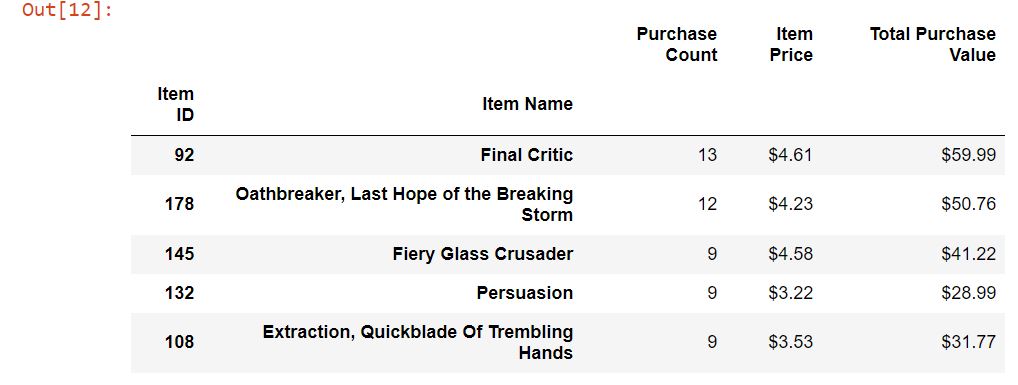 Out[12]:
Purchase Count Item Price Total Purchase Value
Item ID Item Name
92 Final Critic 13 $4.61 $59.99
178 Oathbreaker, Last Hope of the Breaking Storm 12 $4.23 $50.76
145 Fiery Glass Crusader 9 $4.58 $41.22
132 Persuasion 9 $3.22 $28.99
108 Extraction, Quickblade Of Trembling Hands 9 $3.53 $31.77